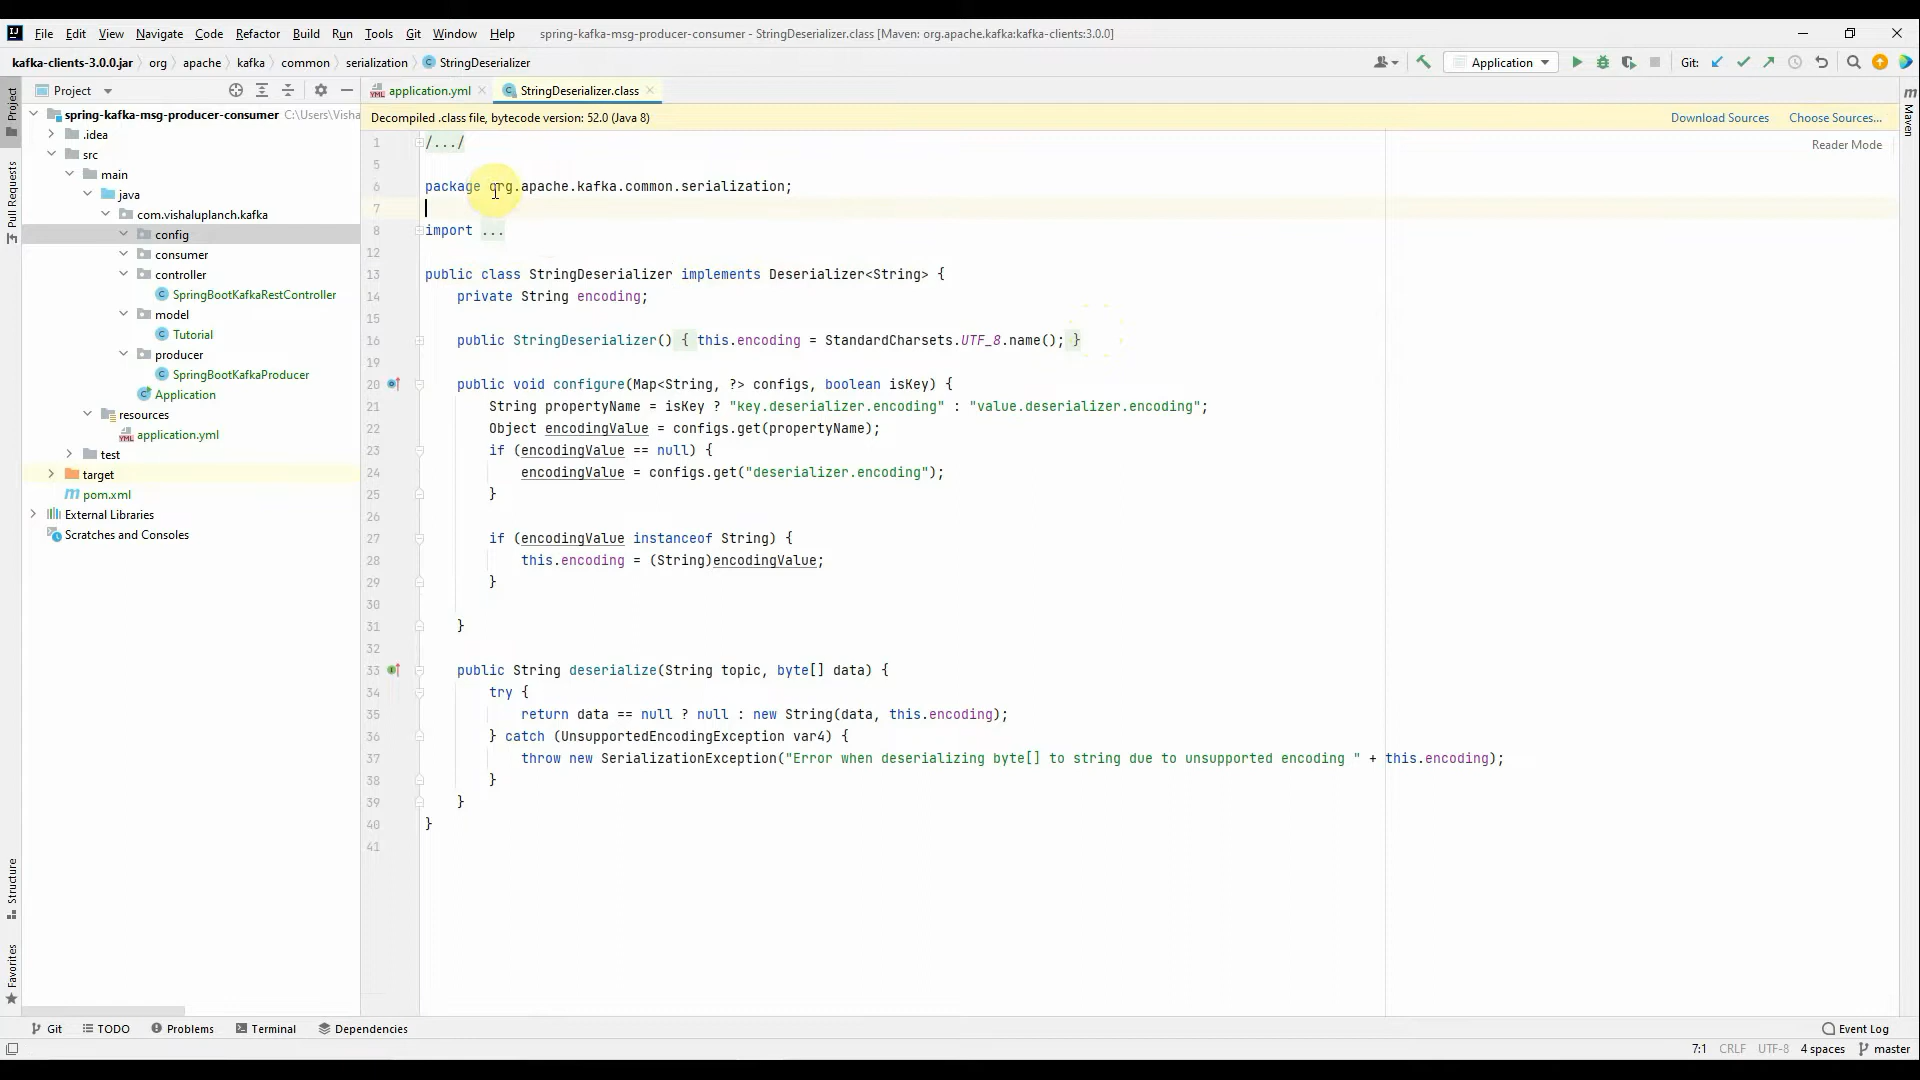 File Edit View Navigate Code Refactor Build Run Tools Git Window Help spring-kafka-msg-producer-consumer - StringDeserializer.class [Maven: org.apache.kafka:kafka-clients:3.0.0]
kafka-clients-3.0.0.jar org apache kafka common serialization StringDeserializer Application Git:
Project application.yml StringDeserializer.class
Decompiled .class file, bytecode version: 52.0 (Java 8) Download Sources Choose Sources...
Reader Mode
Project
Pull Requests
Structure
Favorites
Maven
spring-kafka-msg-producer-consumer C:\Users\Visha
.idea
src
main
java
com.vishaluplanch.kafka
config
consumer
controller
SpringBootKafkaRestController
model
Tutorial
producer
SpringBootKafkaProducer
Application
resources
application.yml
test
target
pom.xml
External Libraries
Scratches and Consoles
1 /.../
5
6 package org.apache.kafka.common.serialization;
7
8 import ...
12
13 public class StringDeserializer implements Deserializer<String> {
14 private String encoding;
15
16 public StringDeserializer() { this.encoding = StandardCharsets.UTF_8.name(); }
19
20 public void configure(Map<String, ?> configs, boolean isKey) {
21 String propertyName = isKey ? "key.deserializer.encoding" : "value.deserializer.encoding";
22 Object encodingValue = configs.get(propertyName);
23 if (encodingValue == null) {
24 encodingValue = configs.get("deserializer.encoding");
25 }
26
27 if (encodingValue instanceof String) {
28 this.encoding = (String)encodingValue;
29 }
30
31 }
32
33 public String deserialize(String topic, byte[] data) {
34 try {
35 return data == null ? null : new String(data, this.encoding);
36 } catch (UnsupportedEncodingException var4) {
37 throw new SerializationException("Error when deserializing byte[] to string due to unsupported encoding " + this.encoding);
38 }
39 }
40 }
41
Git TODO Problems Terminal Dependencies Event Log
7:1 CRLF UTF-8 4 spaces master